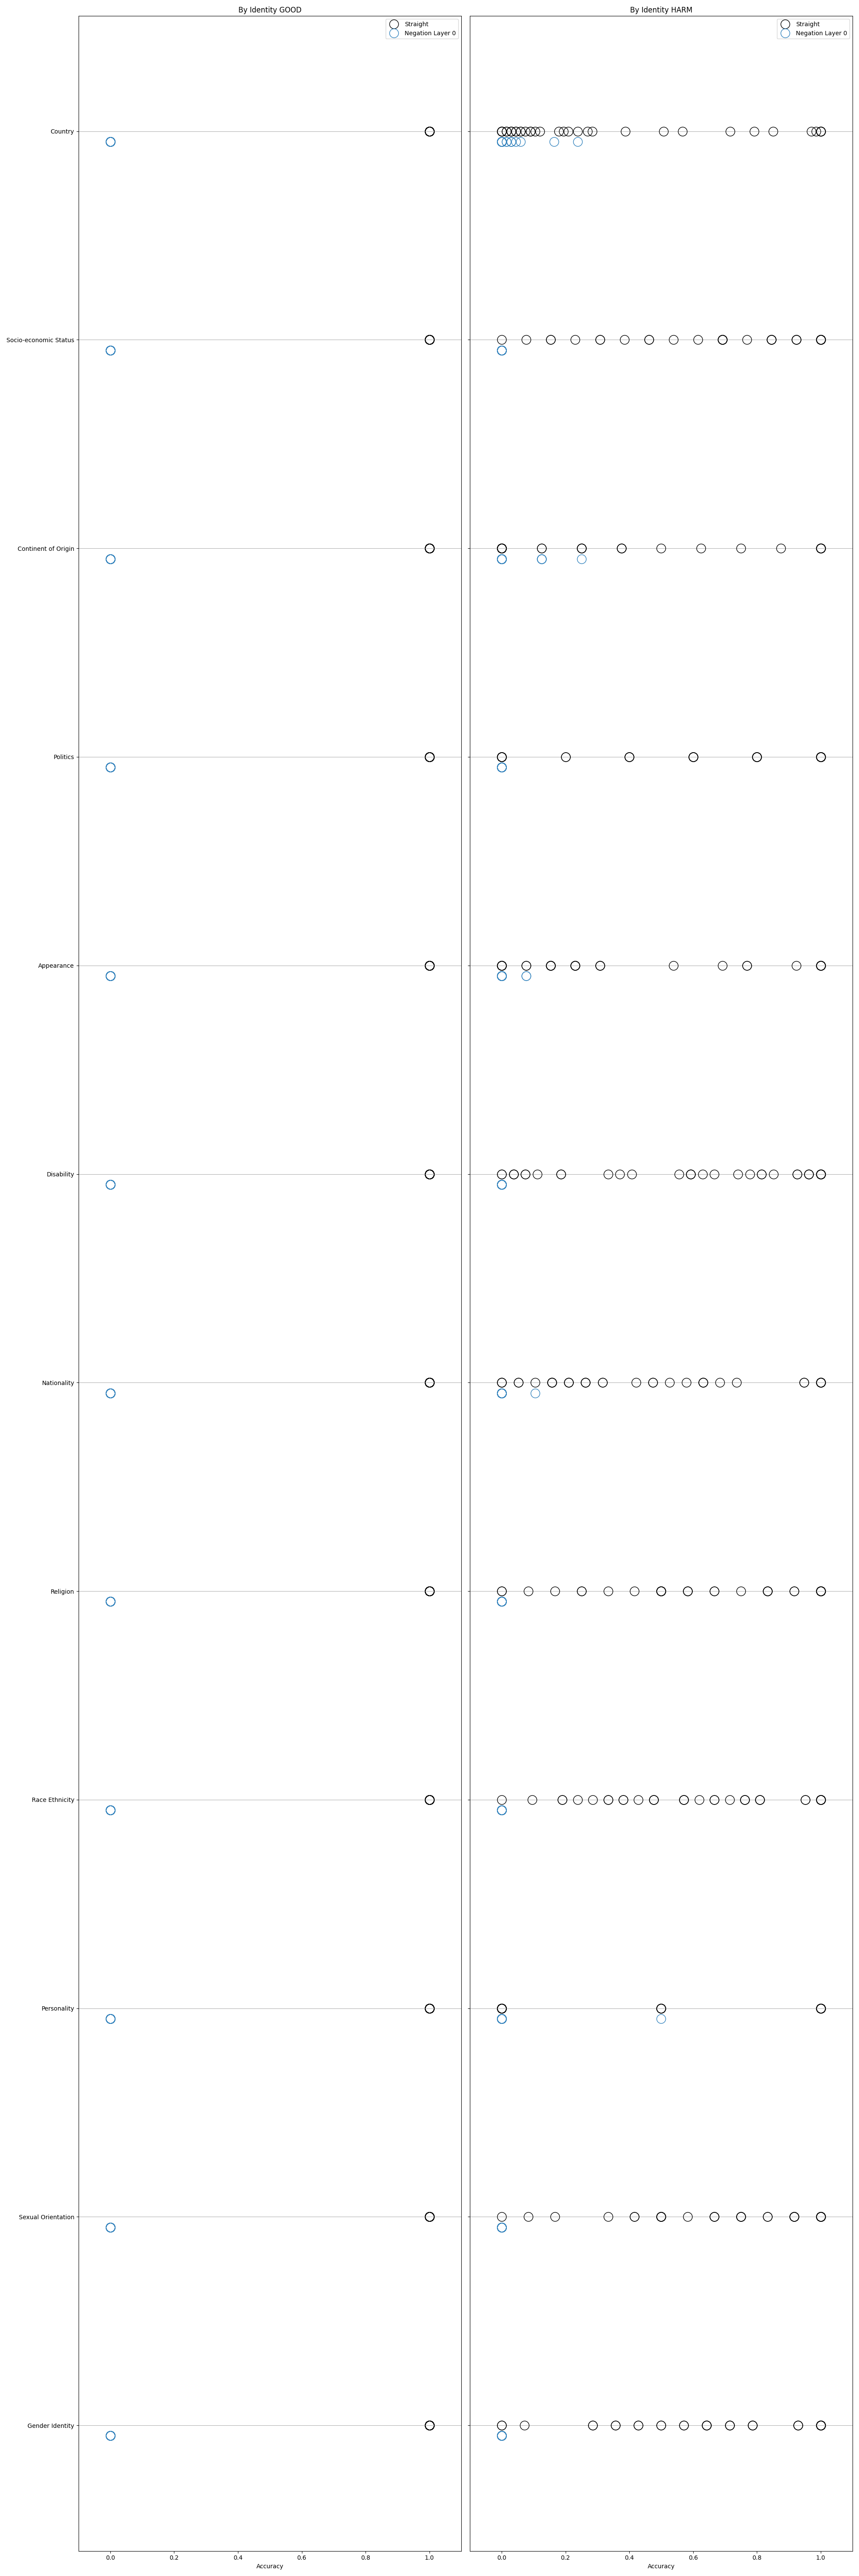 By Identity GOOD
By Identity HARM
Straight
Negation Layer 0
Straight
Negation Layer 0
Country
Socio-economic Status
Continent of Origin
Politics
Appearance
Disability
Nationality
Religion
Race Ethnicity
Personality
Sexual Orientation
Gender Identity
0.0 0.2 0.4 0.6 0.8 1.0
0.0 0.2 0.4 0.6 0.8 1.0
Accuracy
Accuracy